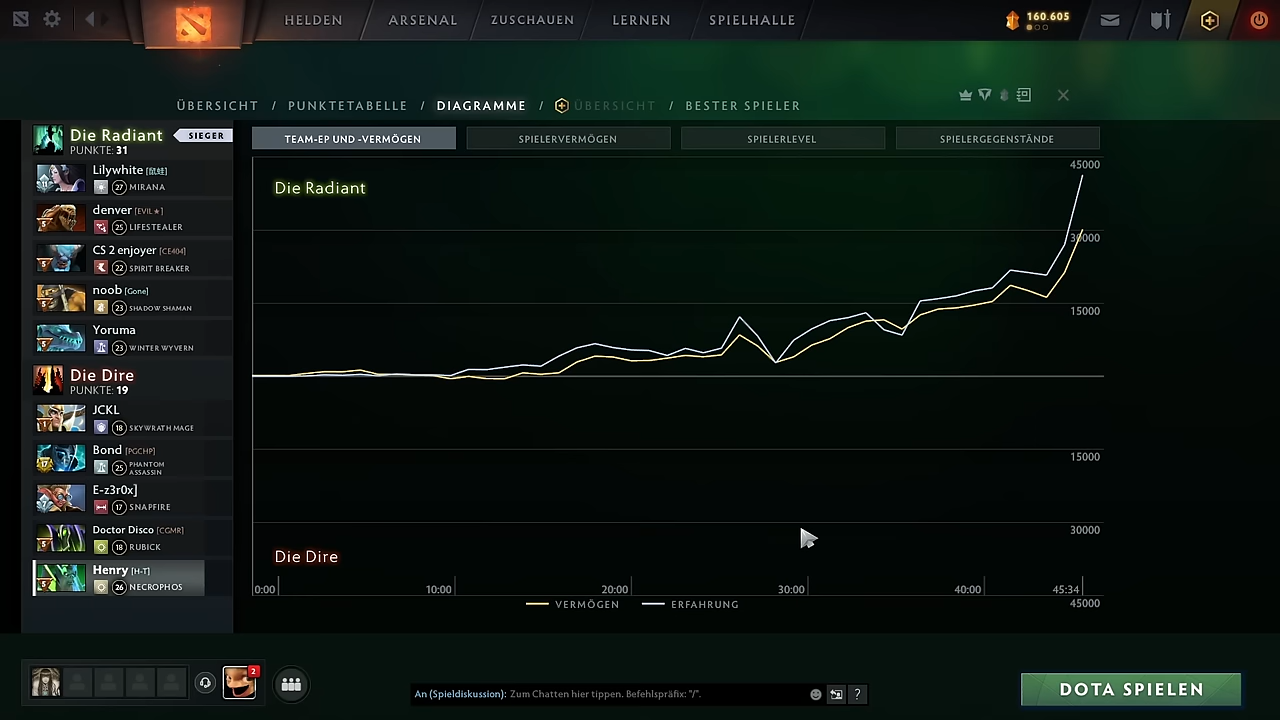 HELDEN
ARSENAL
ZUSCHAUEN
LERNEN
SPIELHALLE
160.605
ÜBERSICHT / PUNKTETABELLE / DIAGRAMME / ÜBERSICHT / BESTER SPIELER
Die Radiant
SIEGER
PUNKTE: 31
Lilywhite
27 MIRANA
denver [EVIL★]
25 LIFESTEALER
CS 2 enjoyer [CE404]
22 SPIRIT BREAKER
noob [Gone]
23 SHADOW SHAMAN
Yoruma
23 WINTER WYVERN
Die Dire
PUNKTE: 19
JCKL
18 SKYWRATH MAGE
Bond [PGCHP]
25 PHANTOM
ASSASSIN
E-z3r0x]
17 SNAPFIRE
Doctor Disco [CGMR]
18 RUBICK
Henry [H-T]
26 NECROPHOS
TEAM-EP UND -VERMÖGEN
SPIELERVERMÖGEN
SPIELERLEVEL
SPIELERGEGENSTÄNDE
Die Radiant
45000
30000
15000
15000
30000
Die Dire
0:00
10:00
20:00
30:00
40:00
45:34
45000
VERMÖGEN
ERFAHRUNG
2
An (Spieldiskussion): Zum Chatten hier tippen. Befehlspräfix: "/".
?
DOTA SPIELEN